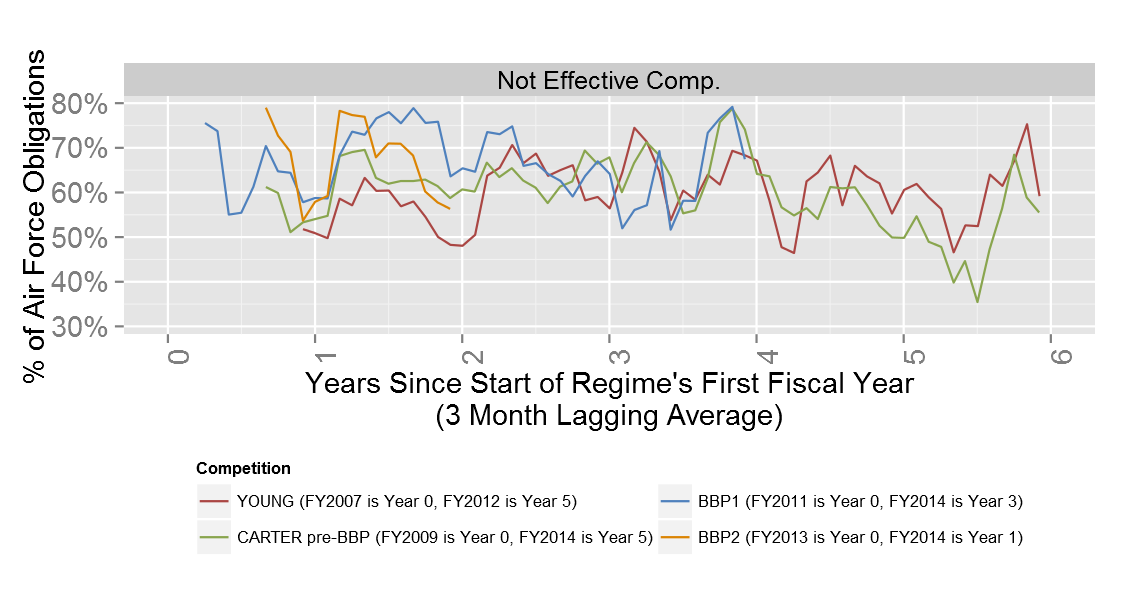 Not Effective Comp.
% of Air Force Obligations
80%
70%
60%
50%
40%
30%
0
1
2
3
4
5
6
Years Since Start of Regime's First Fiscal Year
(3 Month Lagging Average)
Competition
YOUNG (FY2007 is Year 0, FY2012 is Year 5)
BBP1 (FY2011 is Year 0, FY2014 is Year 3)
CARTER pre-BBP (FY2009 is Year 0, FY2014 is Year 5)
BBP2 (FY2013 is Year 0, FY2014 is Year 1)